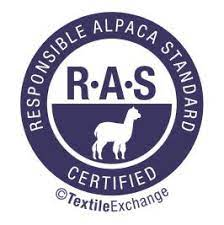 RESPONSIBLE ALPACA STANDARD
R·A·S
CERTIFIED
©TextileExchange